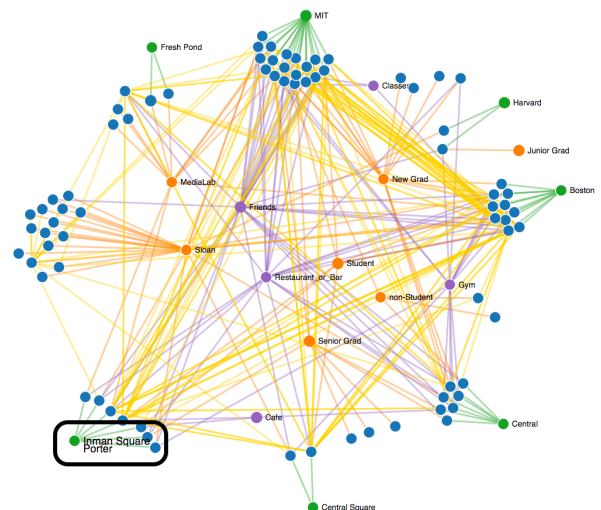 MIT
Fresh Pond
Classes
Harvard
Junior Grad
MediaLab
New Grad
Boston
Friends
Sloan
Student
Restaurant_or_Bar
Gym
non-Student
Senior Grad
Cafe
Central
Inman Square
Porter
Central Square